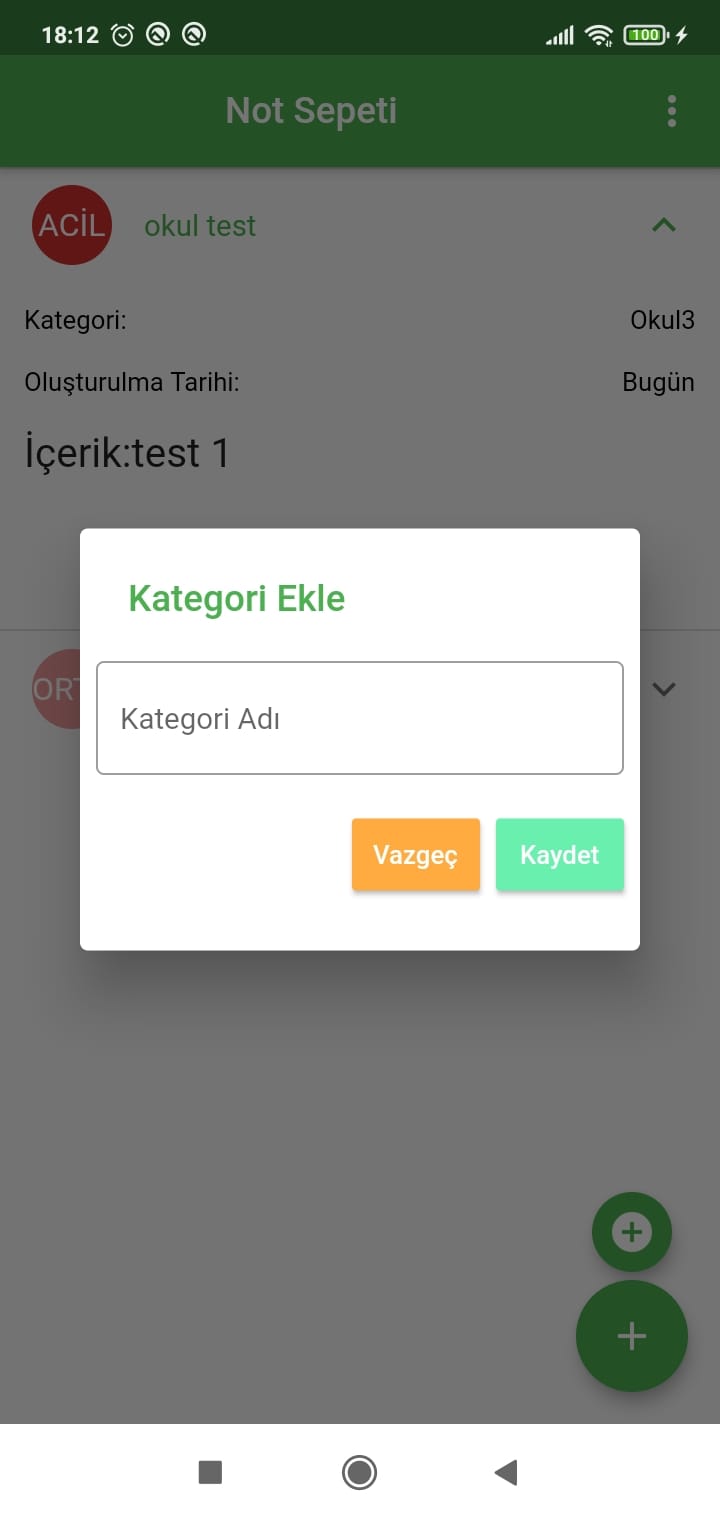 18:12 100
Not Sepeti
ACİL okul test
Kategori: Okul3
Oluşturulma Tarihi: Bugün
İçerik:test 1
Kategori Ekle
ORT
Kategori Adı
Vazgeç Kaydet